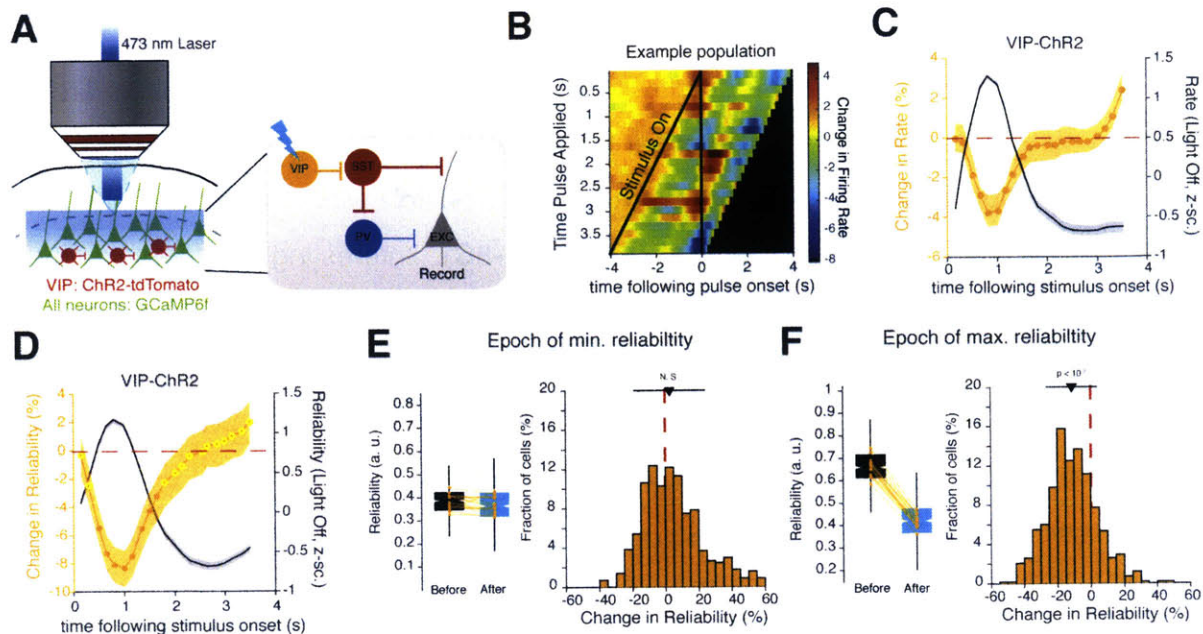 A
473 nm Laser
VIP
SST
PV
EXC
Record
VIP: ChR2-tdTomato
All neurons: GCaMP6f
B
Example population
Time Pulse Applied (s)
0.5
1
1.5
2
2.5
3
3.5
Stimulus On
-4
-2
0
2
4
time following pulse onset (s)
4
2
0
-2
-4
-6
-8
Change in Firing Rate
C
VIP-ChR2
Change in Rate (%)
4
2
0
-2
-4
-6
0
1
2
3
4
time following stimulus onset (s)
1.5
1
0.5
0
-0.5
-1
Rate (Light Off, z-sc.)
D
VIP-ChR2
Change in Reliability (%)
4
2
0
-2
-4
-6
-8
-10
0
1
2
3
4
time following stimulus onset (s)
1.5
1
0.5
0
-0.5
-1
Reliability (Light Off, z-sc.)
E
Epoch of min. reliabiltity
Reliability (a. u.)
0.8
0.7
0.6
0.5
0.4
0.3
0.2
0.1
Before
After
N. S
Fraction of cells (%)
20
16
12
8
4
0
-60
-40
-20
0
20
40
60
Change in Reliability (%)
F
Epoch of max. reliabiltity
Reliability (a. u.)
1
0.9
0.8
0.7
0.6
0.5
0.4
0.3
0.2
Before
After
Fraction of cells (%)
20
16
12
8
4
0
-60
-40
-20
0
20
40
60
Change in Reliability (%)